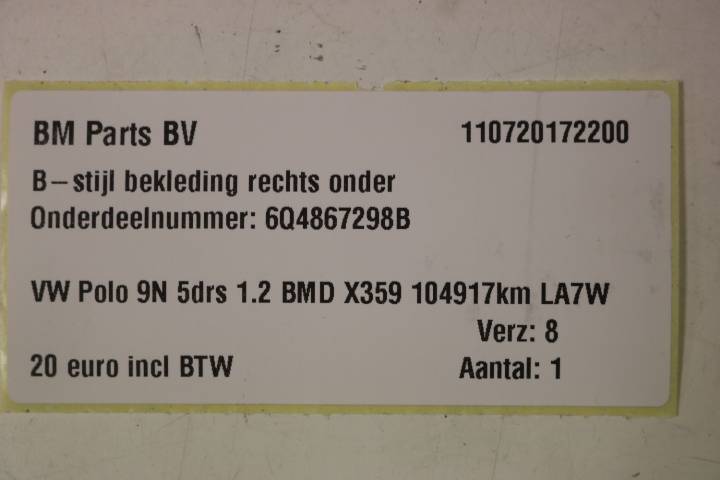 BM Parts BV 110720172200
B-stijl bekleding rechts onder
Onderdeelnummer: 6Q4867298B
VW Polo 9N 5drs 1.2 BMD X359 104917km LA7W
Verz: 8
20 euro incl BTW Aantal: 1